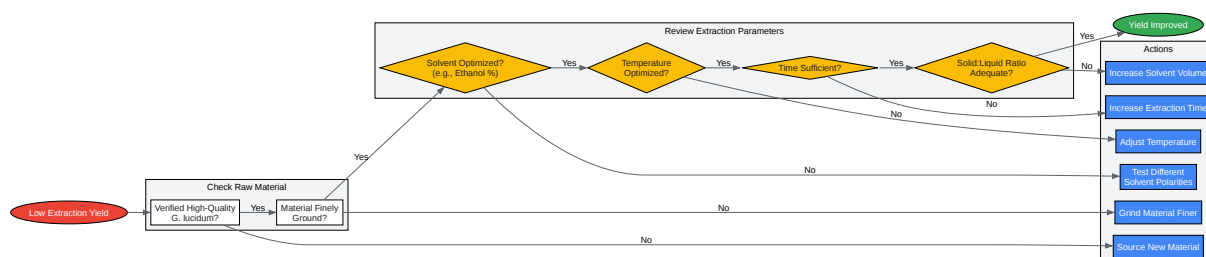 Yield Improved
Review Extraction Parameters
Yes
Actions
Solvent Optimized?
(e.g., Ethanol %)
Yes
Temperature
Optimized?
Yes
Time Sufficient?
Yes
Solid:Liquid Ratio
Adequate?
No
Increase Solvent Volume
No
Increase Extraction Time
No
Adjust Temperature
Yes
No
Test Different
Solvent Polarities
Check Raw Material
Low Extraction Yield
Verified High-Quality
G. lucidum?
Yes
Material Finely
Ground?
No
Grind Material Finer
No
Source New Material